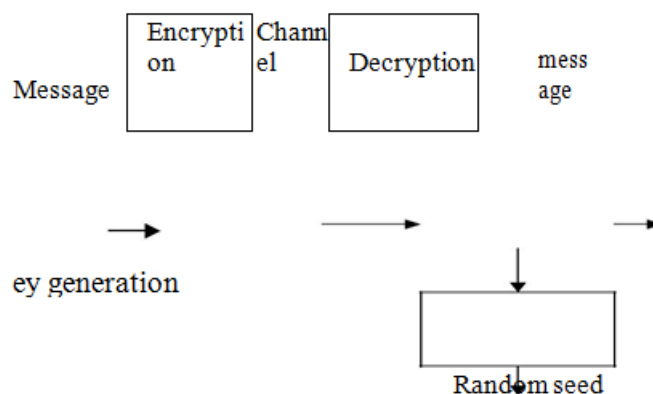 Message
Encrypti
on
Chann
el
Decryption
mess
age
ey generation
Random seed